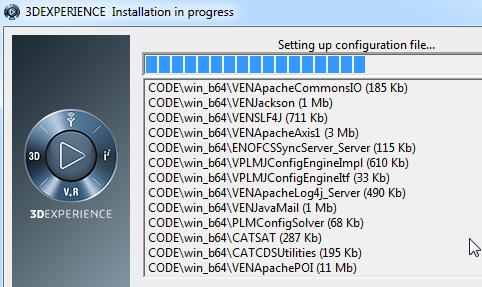 3DEXPERIENCE Installation in progress
Setting up configuration file...
CODE\win_b64\VENApacheCommonsIO (185 Kb)
CODE\win_b64\VENJackson (1 Mb)
CODE\win_b64\VENSLF4J (711 Kb)
CODE\win_b64\VENApacheAxis1 (3 Mb)
CODE\win_b64\ENOFCSSyncServer_Server (115 Kb)
CODE\win_b64\VPLMJConfigEngineImpl (610 Kb)
CODE\win_b64\VPLMJConfigEngineItf (33 Kb)
CODE\win_b64\VENApacheLog4j_Server (490 Kb)
CODE\win_b64\VENJavaMail (1 Mb)
CODE\win_b64\PLMConfigSolver (68 Kb)
CODE\win_b64\CATSAT (287 Kb)
CODE\win_b64\CATCDSUtilities (195 Kb)
CODE\win_b64\VENApachePOI (11 Mb)
3D
i²
V.R
3DEXPERIENCE